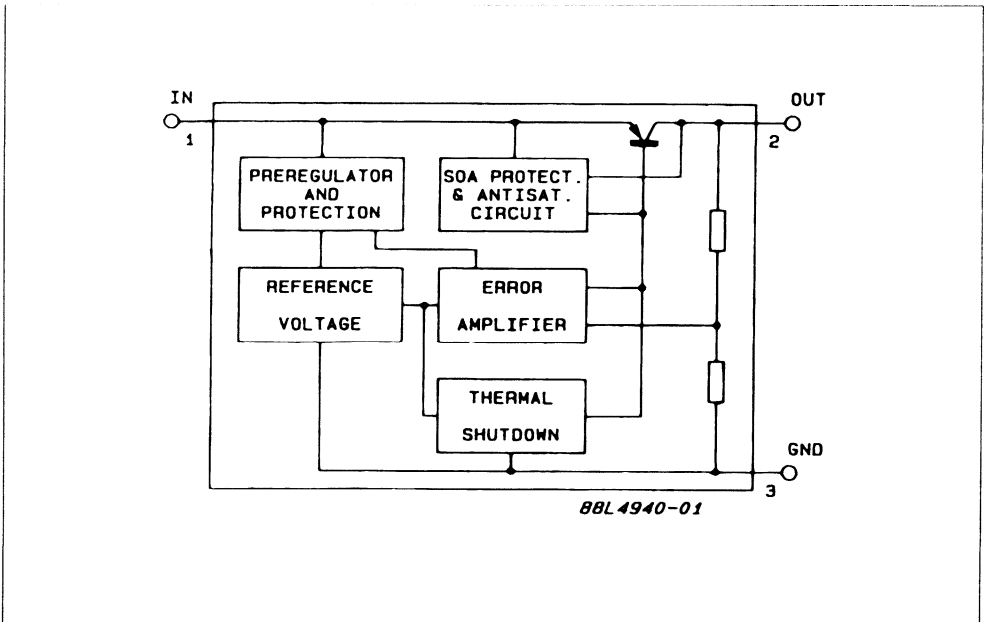 IN
OUT
1
2
PREREGULATOR
AND
PROTECTION
SOA PROTECT.
& ANTISAT.
CIRCUIT
REFERENCE
VOLTAGE
ERROR
AMPLIFIER
THERMAL
SHUTDOWN
GND
3
88L4940-01